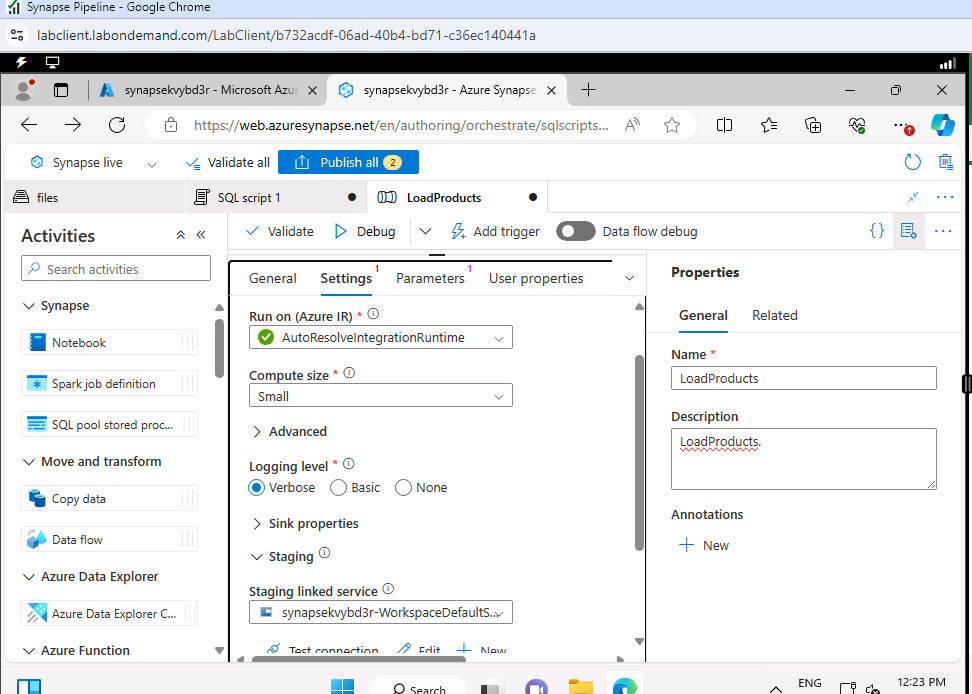 Synapse Pipeline - Google Chrome
labclient.labondemand.com/LabClient/b732acdf-06ad-40b4-bd71-c36ec140441a
synapsekvybd3r - Microsoft Azur
synapsekvybd3r - Azure Synapse
https://web.azuresynapse.net/en/authoring/orchestrate/sqlscripts...
Synapse live
Validate all
Publish all 2
files
SQL script 1
LoadProducts
Activities
Validate
Debug
Add trigger
Data flow debug
Search activities
General
Settings 1
Parameters 1
User properties
Properties
General
Related
Synapse
Notebook
Spark job definition
SQL pool stored proc...
Move and transform
Copy data
Data flow
Azure Data Explorer
Azure Data Explorer C...
Azure Function
Run on (Azure IR) *
AutoResolveIntegrationRuntime
Compute size *
Small
Advanced
Logging level *
Verbose
Basic
None
Sink properties
Staging
Staging linked service
synapsekvybd3r-WorkspaceDefaultS...
Test connection
Edit
New
Name *
LoadProducts
Description
LoadProducts.
Annotations
New
Search
ENG
12:23 PM